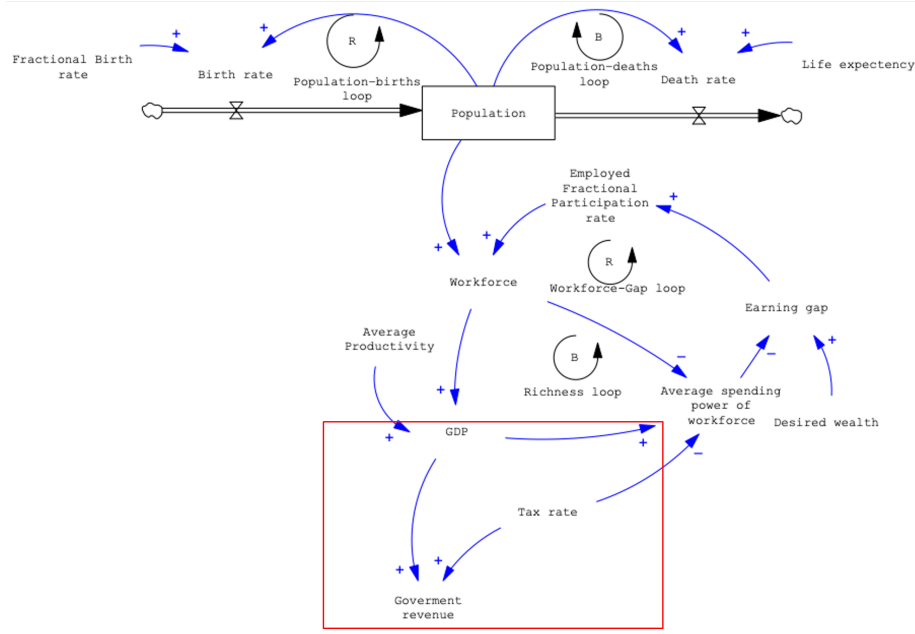 Fractional Birth
rate
Birth rate
+
+
R
Population-births
loop
B
Population-deaths
loop
+
Death rate
+
Life expectency
Population
Employed
Fractional
Participation
rate
+
+
+
Workforce
R
Workforce-Gap loop
Earning gap
Average
Productivity
B
Richness loop
−
−
+
Average spending
power of
workforce
Desired wealth
+
+
GDP
+
−
Tax rate
+
+
Goverment
revenue